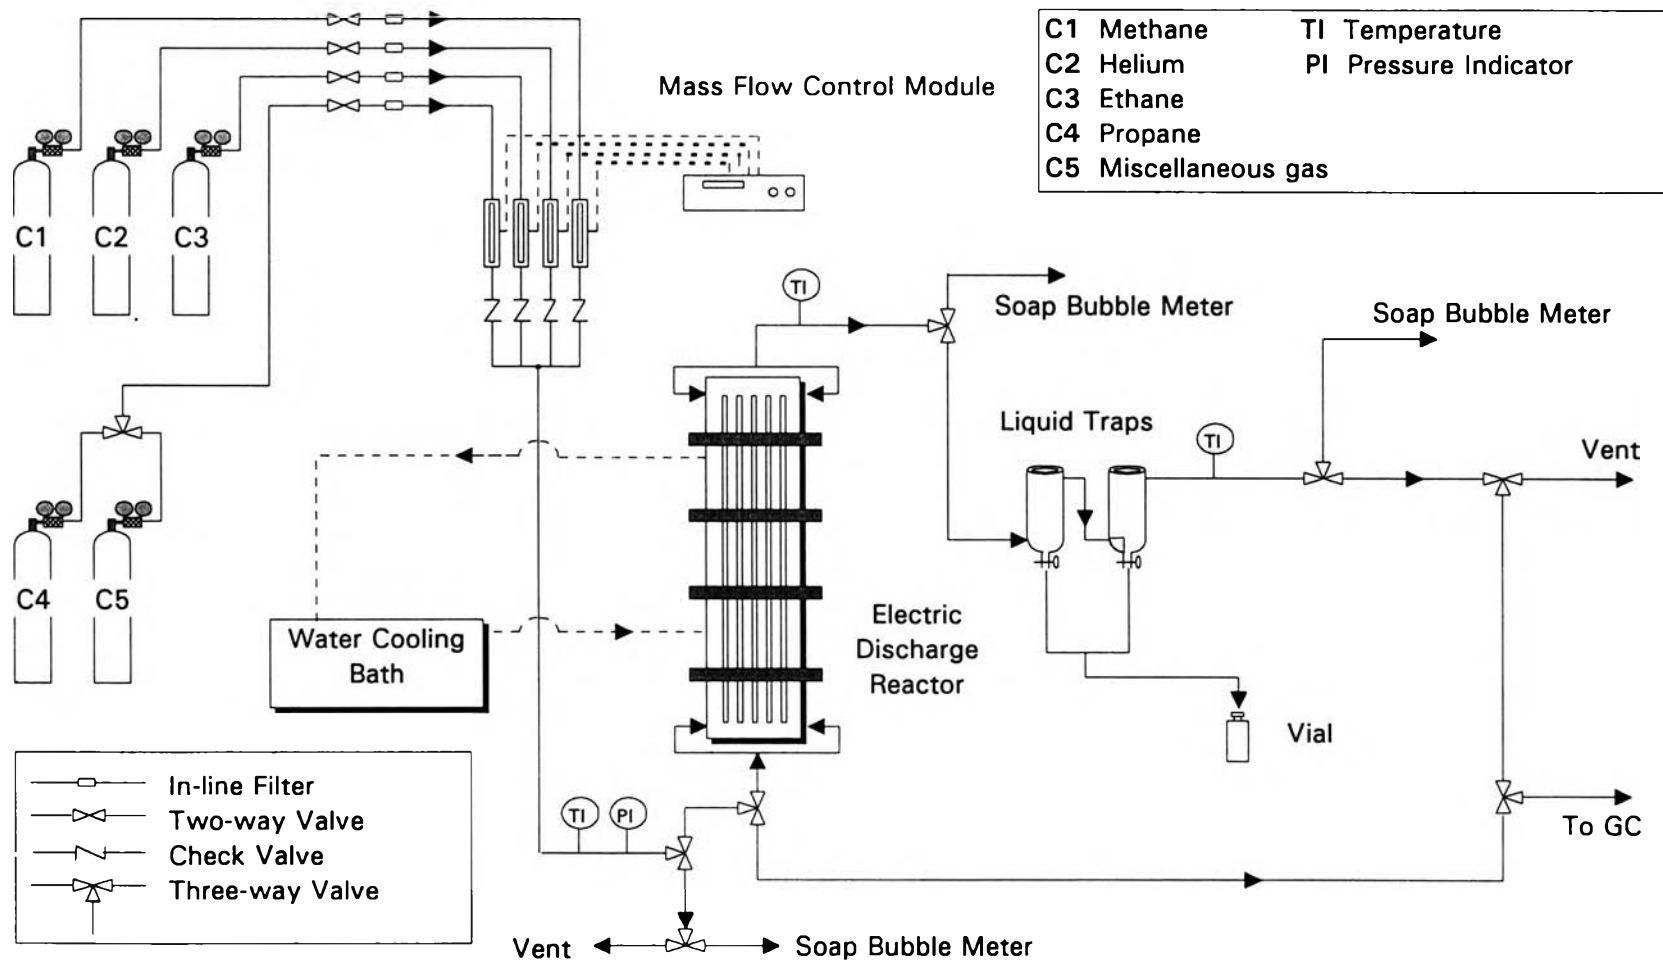 C1 Methane
TI Temperature
C2 Helium
PI Pressure Indicator
C3 Ethane
C4 Propane
C5 Miscellaneous gas
Mass Flow Control Module
C1
C2
C3
TI
Soap Bubble Meter
Soap Bubble Meter
Liquid Traps
TI
Vent
C4
C5
Water Cooling
Bath
Electric
Discharge
Reactor
Vial
In-line Filter
Two-way Valve
Check Valve
Three-way Valve
TI
PI
To GC
Vent
Soap Bubble Meter